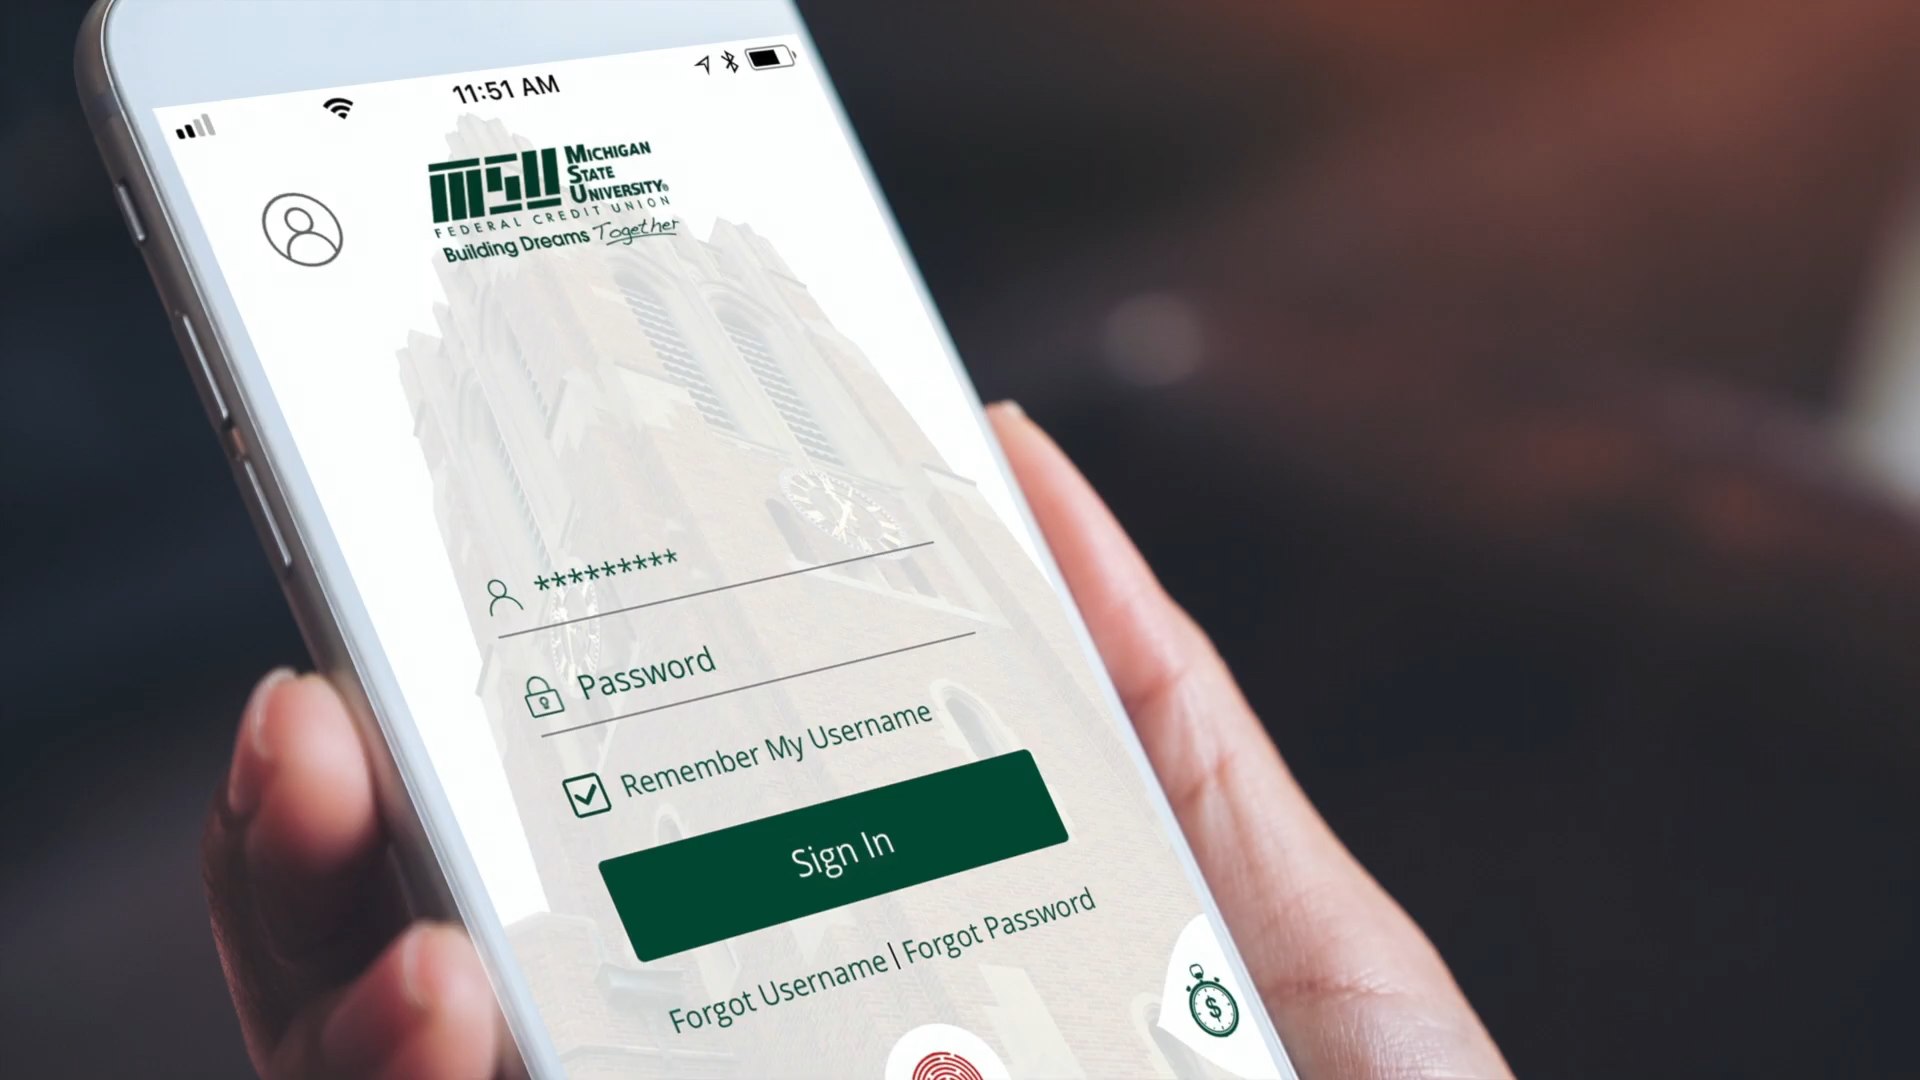 11:51 AM
MSU
MICHIGAN
STATE
UNIVERSITY®
FEDERAL CREDIT UNION
Building Dreams Together
*********
Password
Remember My Username
Sign In
Forgot Username | Forgot Password
$